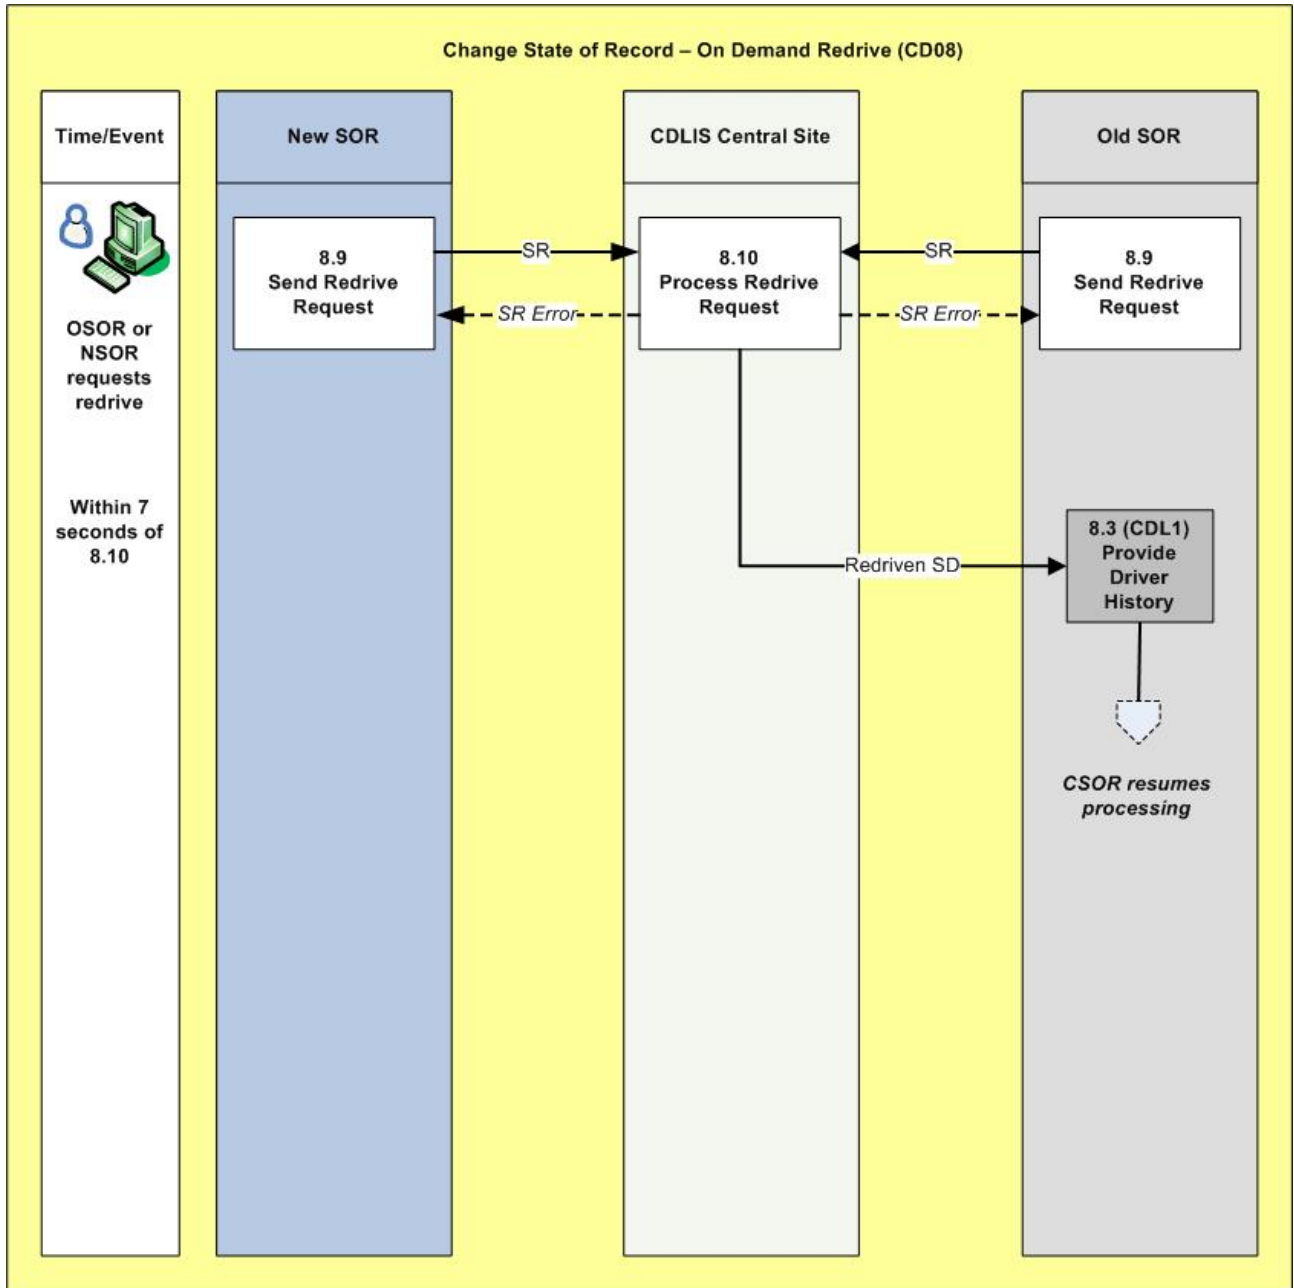 Change State of Record – On Demand Redrive (CD08)
Time/Event
New SOR
CDLIS Central Site
Old SOR
OSOR or
NSOR
requests
redrive
8.9
Send Redrive
Request
SR
SR Error
8.10
Process Redrive
Request
SR
SR Error
8.9
Send Redrive
Request
Within 7
seconds of
8.10
Redriven SD
8.3 (CDL1)
Provide
Driver
History
CSOR resumes
processing